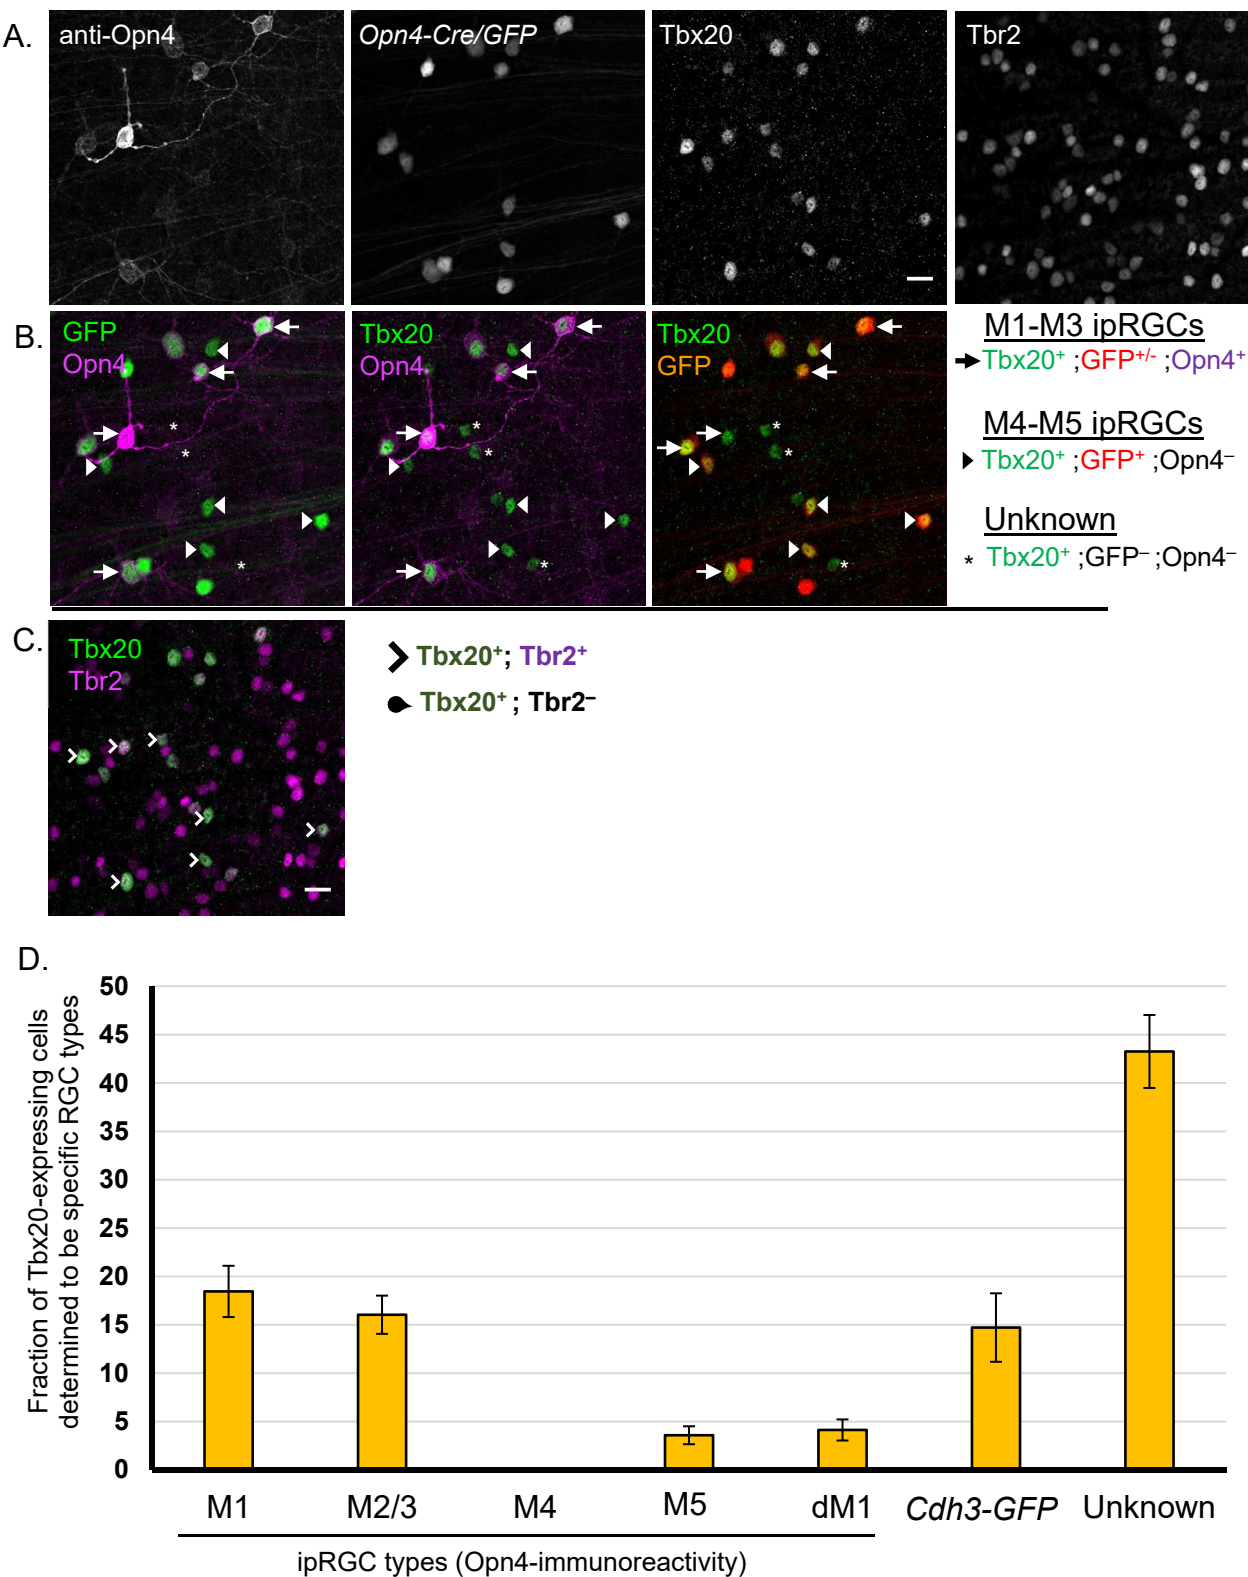 A.
anti-Opn4
Opn4-Cre/GFP
Tbx20
Tbr2
B.
GFP
Opn4
Tbx20
Opn4
Tbx20
GFP
M1-M3 ipRGCs
Tbx20⁺ ;GFP⁺/⁻ ;Opn4⁺
M4-M5 ipRGCs
Tbx20⁺ ;GFP⁺ ;Opn4⁻
Unknown
* Tbx20⁺ ;GFP⁻ ;Opn4⁻
C.
Tbx20
Tbr2
Tbx20⁺; Tbr2⁺
Tbx20⁺ ; Tbr2⁻
D.
Fraction of Tbx20-expressing cells
determined to be specific RGC types
50
45
40
35
30
25
20
15
10
5
0
M1 M2/3 M4 M5 dM1 Cdh3-GFP Unknown
ipRGC types (Opn4-immunoreactivity)